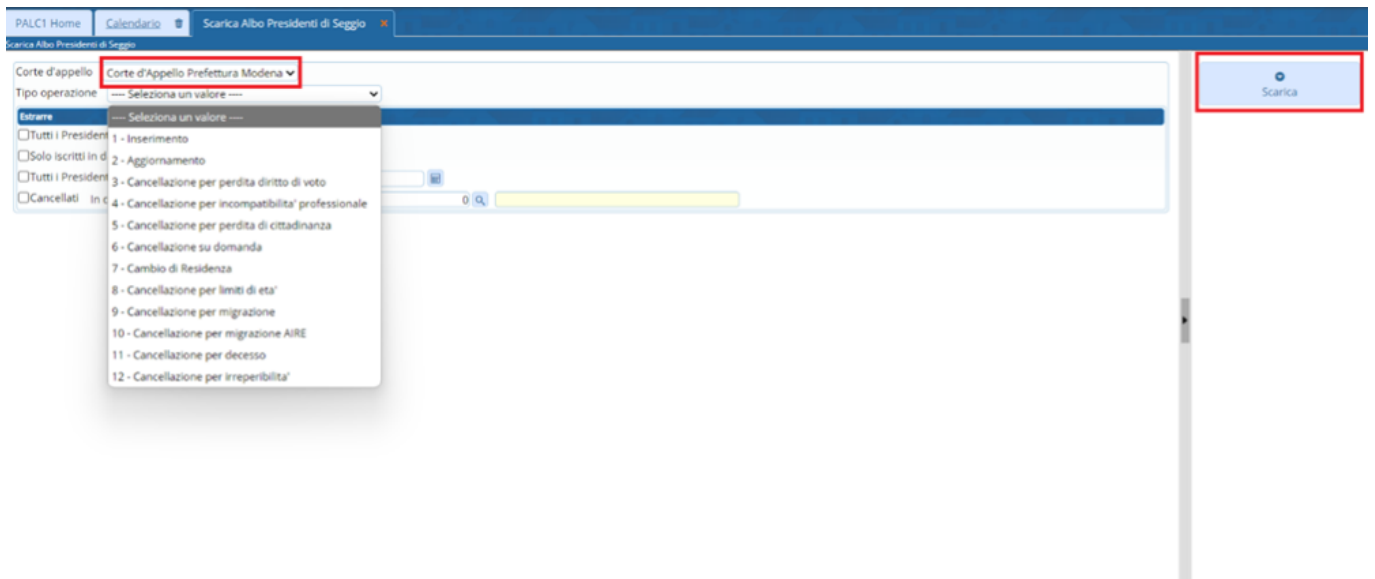 PALC1 Home Calendario Scarica Albo Presidenti di Seggio
Scarica Albo Presidenti di Seggio
Corte d'appello Corte d'Appello Prefettura Modena
Tipo operazione ---- Seleziona un valore ----
Scarica
Estrarre
---- Seleziona un valore ----
Tutti i President
1 - Inserimento
Solo iscritti in d
2 - Aggiornamento
Tutti i President
3 - Cancellazione per perdita diritto di voto
Cancellati In d
4 - Cancellazione per incompatibilita' professionale
0
5 - Cancellazione per perdita di cittadinanza
6 - Cancellazione su domanda
7 - Cambio di Residenza
8 - Cancellazione per limiti di eta'
9 - Cancellazione per migrazione
10 - Cancellazione per migrazione AIRE
11 - Cancellazione per decesso
12 - Cancellazione per irreperibilita'